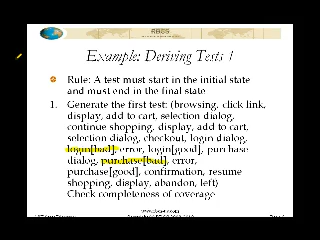 RBCS
Example: Deriving Tests 1
Rule: A test must start in the initial state
and must end in the final state
1. Generate the first test: (browsing, click link,
display, add to cart, selection dialog,
continue shopping, display, add to cart,
selection dialog, checkout, login dialog,
login[bad], error, login[good], purchase
dialog, purchase[bad], error,
purchase[good], confirmation, resume
shopping, display, abandon, left)
Check completeness of coverage